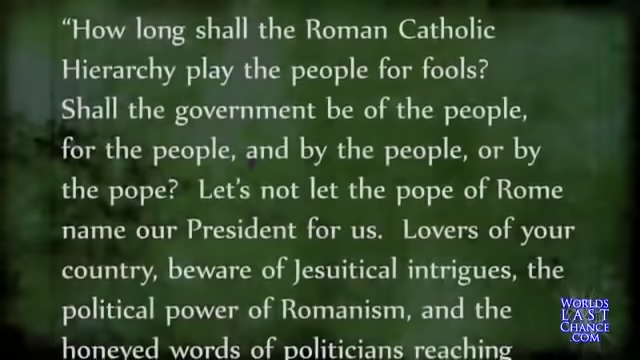 “How long shall the Roman Catholic
Hierarchy play the people for fools?
Shall the government be of the people,
for the people, and by the people, or by
the pope?  Let’s not let the pope of Rome
name our President for us.  Lovers of your
country, beware of Jesuitical intrigues, the
political power of Romanism, and the
honeyed words of politicians reaching
WORLDS
LAST
CHANCE
.COM